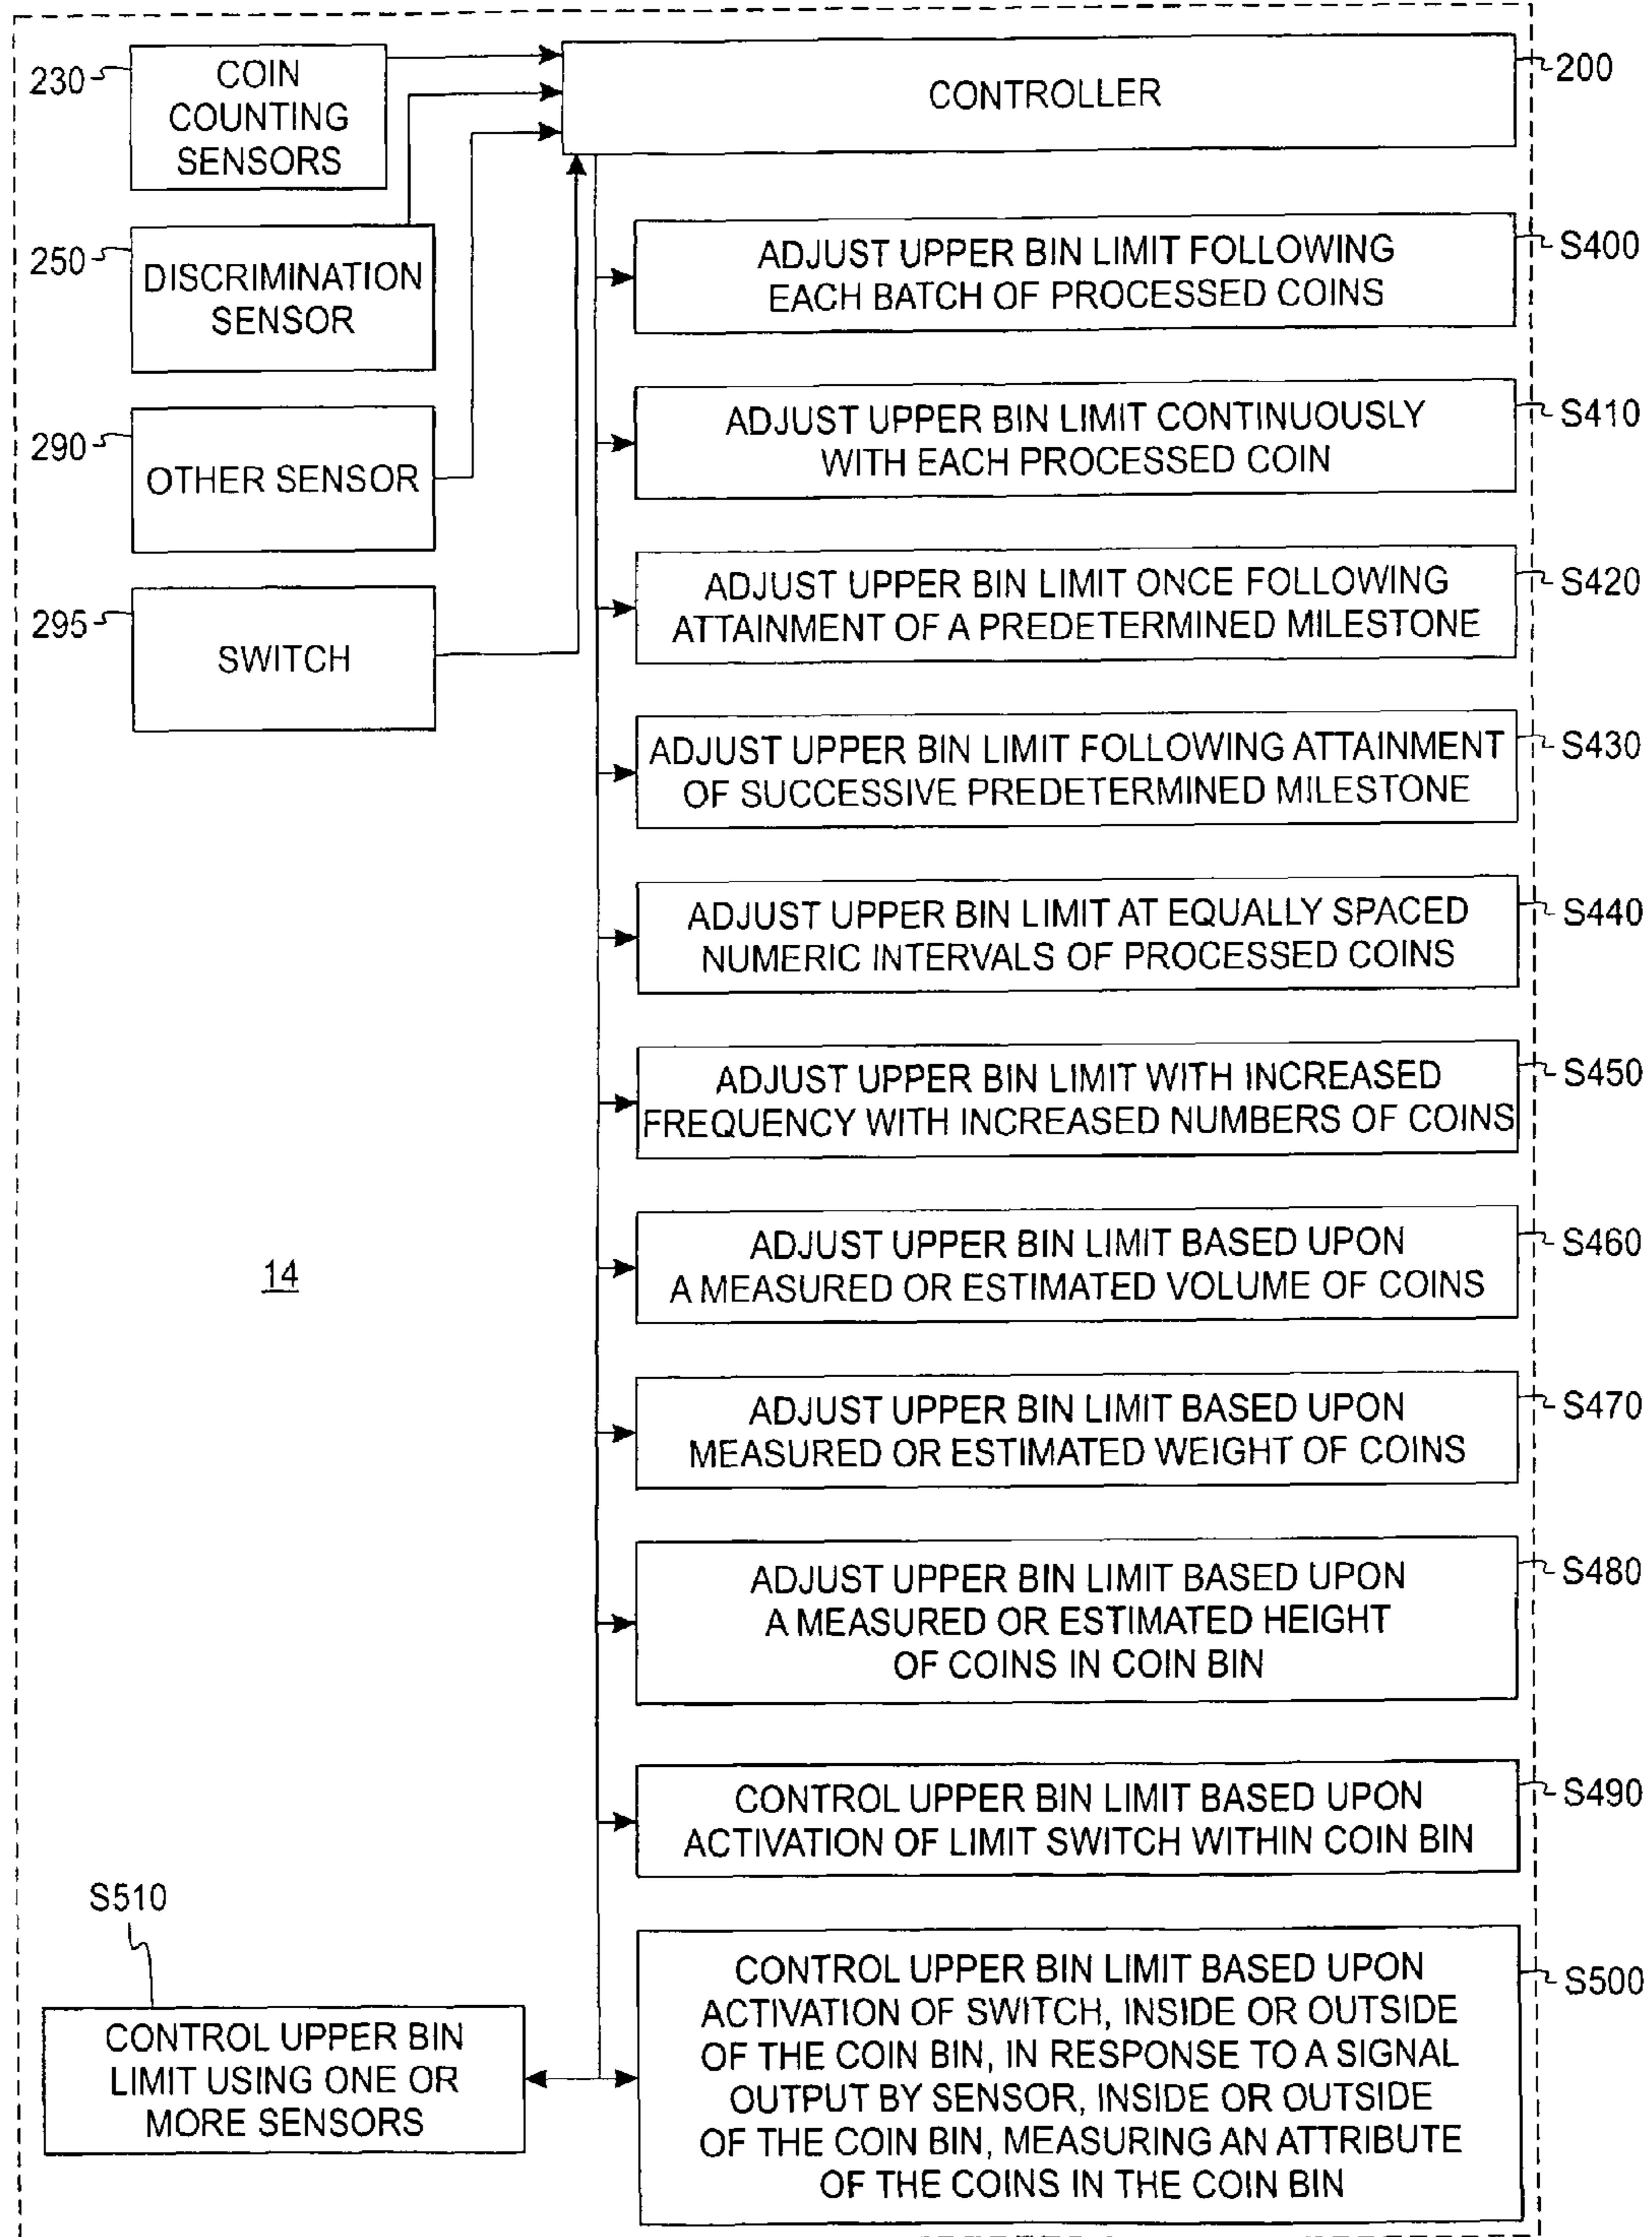 230
COIN
COUNTING
SENSORS
CONTROLLER
200
250
DISCRIMINATION
SENSOR
290
OTHER SENSOR
295
SWITCH
ADJUST UPPER BIN LIMIT FOLLOWING
EACH BATCH OF PROCESSED COINS
S400
ADJUST UPPER BIN LIMIT CONTINUOUSLY
WITH EACH PROCESSED COIN
S410
ADJUST UPPER BIN LIMIT ONCE FOLLOWING
ATTAINMENT OF A PREDETERMINED MILESTONE
S420
ADJUST UPPER BIN LIMIT FOLLOWING ATTAINMENT
OF SUCCESSIVE PREDETERMINED MILESTONE
S430
ADJUST UPPER BIN LIMIT AT EQUALLY SPACED
NUMERIC INTERVALS OF PROCESSED COINS
S440
ADJUST UPPER BIN LIMIT WITH INCREASED
FREQUENCY WITH INCREASED NUMBERS OF COINS
S450
14
ADJUST UPPER BIN LIMIT BASED UPON
A MEASURED OR ESTIMATED VOLUME OF COINS
S460
ADJUST UPPER BIN LIMIT BASED UPON
MEASURED OR ESTIMATED WEIGHT OF COINS
S470
ADJUST UPPER BIN LIMIT BASED UPON
A MEASURED OR ESTIMATED HEIGHT
OF COINS IN COIN BIN
S480
CONTROL UPPER BIN LIMIT BASED UPON
ACTIVATION OF LIMIT SWITCH WITHIN COIN BIN
S490
S510
CONTROL UPPER BIN
LIMIT USING ONE OR
MORE SENSORS
CONTROL UPPER BIN LIMIT BASED UPON
ACTIVATION OF SWITCH, INSIDE OR OUTSIDE
OF THE COIN BIN, IN RESPONSE TO A SIGNAL
OUTPUT BY SENSOR, INSIDE OR OUTSIDE
OF THE COIN BIN, MEASURING AN ATTRIBUTE
OF THE COINS IN THE COIN BIN
S500